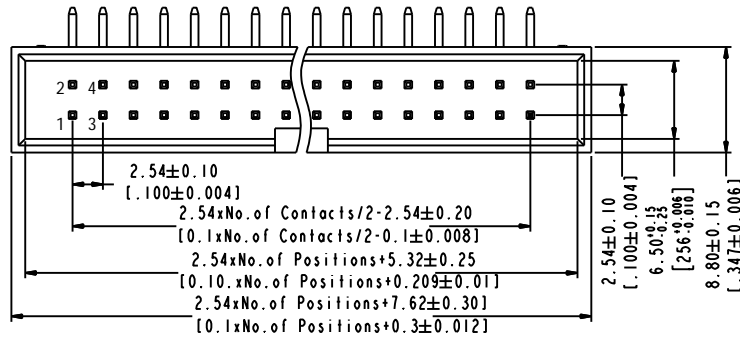 2 4
1 3
2.54±0.10
[.100±0.004]
2.54xNo.of Contacts/2-2.54±0.20
[0.1xNo.of Contacts/2-0.1±0.008]
2.54xNo.of Positions+5.32±0.25
[0.10.xNo.of Positions+0.209±0.01]
2.54xNo.of Positions+7.62±0.30]
[0.1xNo.of Positions+0.3±0.012]
2.54±0.10
[.100±0.004]
6.50+0.15 -0.25
[256+0.006 -0.010]
8.80±0.15
[.347±0.006]